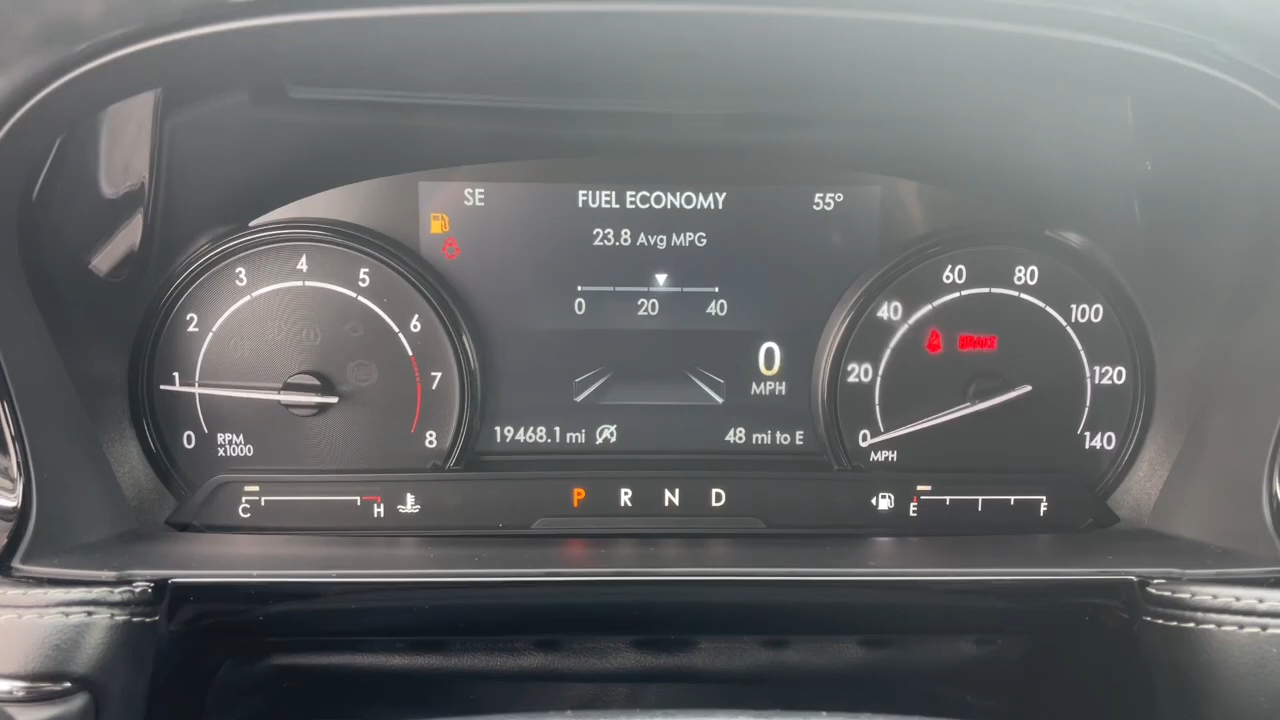 SE FUEL ECONOMY 55°
23.8 Avg MPG
0 20 40
0 MPH
19468.1 mi
48 mi to E
0 1 2 3 4 5 6 7 8
RPM
x1000
0 20 40 60 80 100 120 140
MPH
BRAKE
C H
P R N D
E F